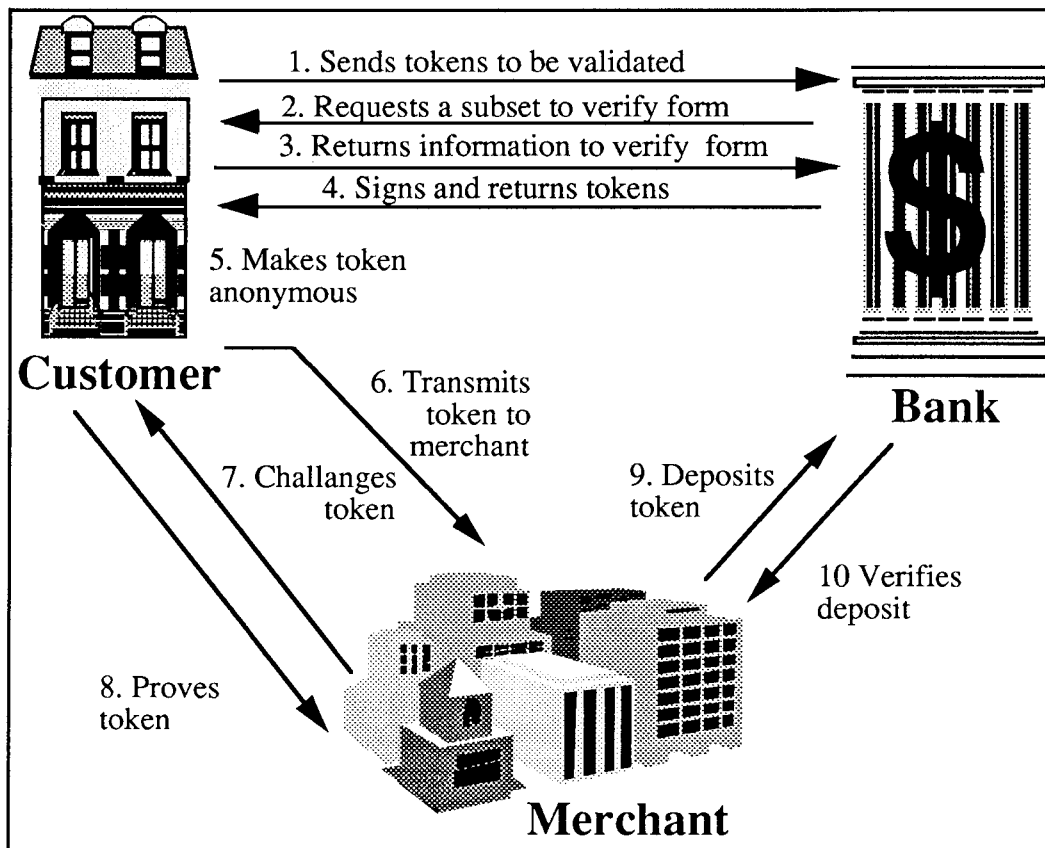 1. Sends tokens to be validated
2. Requests a subset to verify form
3. Returns information to verify form
4. Signs and returns tokens
5. Makes token
anonymous
Customer
Bank
6. Transmits
token to
merchant
7. Challanges
token
9. Deposits
token
10 Verifies
deposit
8. Proves
token
Merchant
$